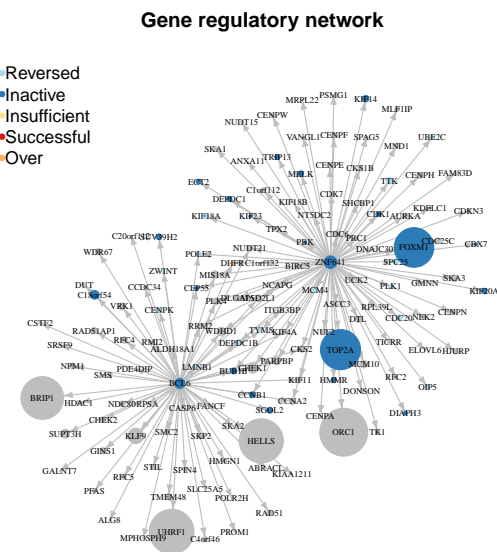 Gene regulatory network
Reversed
Inactive
Insufficient
Successful
Over
MRPL22
PSMG1
KIF14
MLF1IP
NUDT15
CENPW
VANGL1
CENPF
SPAG5
UBE2C
SKA1
MND1
ANXA11
TRIP13
MELK
CENPE
CKS1B
CENPH
FAM83D
ECT2
TTK
DEPDC1
C1orf112
CDK7
KIF18A
KIF23
KIF18B
NT5DC2
SHCBP1
CDK1
AURKA
KDELC1
CDKN3
TPX2
CDC6
PRC1
C20orf112
SUV39H2
WDR67
POLE2
NUDT21
PBK
DNAJC30
FOXM1
CDC25C
CBX7
ZWINT
DHFR
C1orf132
BIRC5
ZNF641
SPC25
CCDC34
MIS18A
UCK2
GMNN
SKA3
DUT
C18orf54
CEP55
NCAPG
MCM4
PLK1
KIF20A
VRK1
CENPK
PLK4
ITGB3BP
ASCC3
RPL39L
CSTF2
RAD51AP1
RRM2
WDHD1
TYMS
KIF4A
DTL
CDC20
NEK2
CENPN
SRSF9
RFC4
RMI2
DEPDC1B
NUF2
TICRR
ALDH18A1
CKS2
TOP2A
ELOVL6
HJURP
NPM1
PDE4DIP
LMNB1
BUB1B
CHEK1
PARPBP
MCM10
SMS
BCL6
KIF11
HMMR
RFC2
BRIP1
HDAC1
CCNB1
CCNA2
DONSON
OIP5
NDC80
RPSA
CASP6
FANCF
SGOL2
CENPA
DIAPH3
CHEK2
SKA2
ORC1
TK1
SUPT3H
KLF9
SMC2
SKP2
HELLS
GINS1
HMGN1
GALNT7
RFC5
STIL
SPIN4
ABRACL
KIAA1211
PFAS
SLC25A5
TMEM48
POLR2H
ALG8
RAD51
UHRF1
PROM1
MPHOSPH9
C4orf46